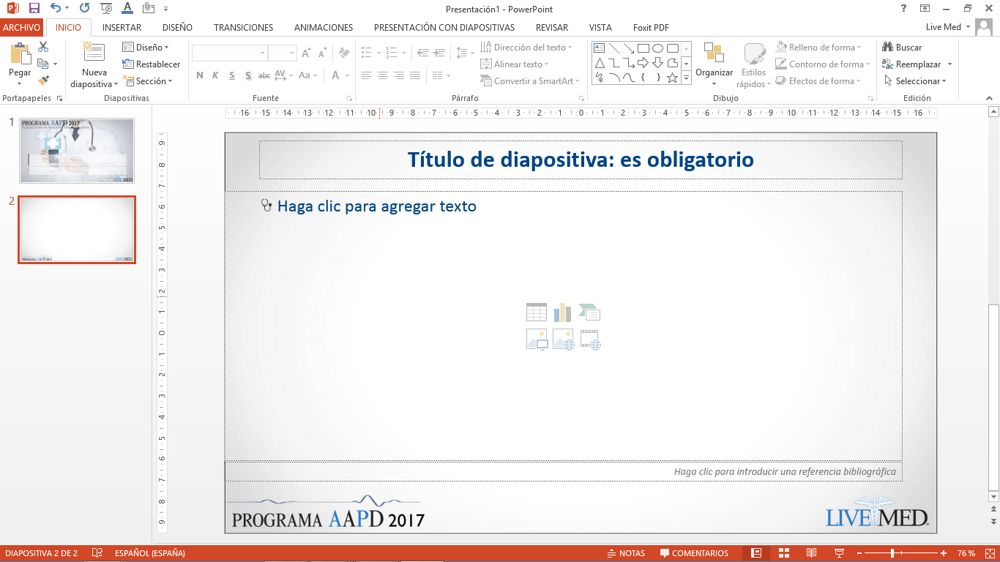 Presentación1 - PowerPoint
ARCHIVO INICIO INSERTAR DISEÑO TRANSICIONES ANIMACIONES PRESENTACIÓN CON DIAPOSITIVAS REVISAR VISTA Foxit PDF Live Med
Pegar
Portapapeles
Nueva
diapositiva
Diseño
Restablecer
Sección
Diapositivas
N K S S abc AV Aa A
Fuente
Dirección del texto
Alinear texto
Convertir a SmartArt
Párrafo
Organizar
Estilos
rápidos
Relleno de forma
Contorno de forma
Efectos de forma
Dibujo
Buscar
Reemplazar
Seleccionar
Edición
16 15 14 13 12 11 10 9 8 7 6 5 4 3 2 1 0 1 2 3 4 5 6 7 8 9 10 11 12 13 14 15 16
9 8 7 6 5 4 3 2 1 0 1 2 3 4 5 6 7 8 9
1
PROGRAMA AAPD 2017
LIVE MED
2
PROGRAMA AAPD 2017
LIVE MED
Título de diapositiva: es obligatorio
Haga clic para agregar texto
Haga clic para introducir una referencia bibliográfica
PROGRAMA AAPD 2017
LIVE MED®
DIAPOSITIVA 2 DE 2 ESPAÑOL (ESPAÑA) NOTAS COMENTARIOS 76 %